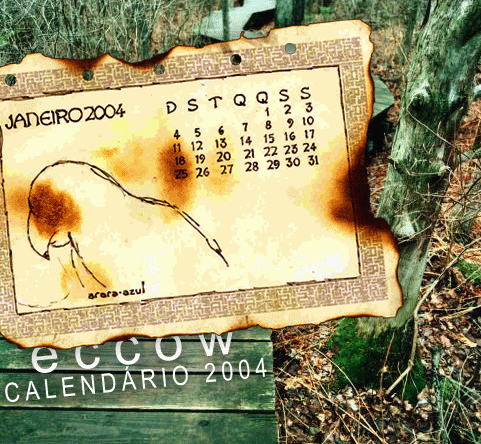 JANEIRO 2004
D S T Q Q S S
1 2 3
4 5 6 7 8 9 10
11 12 13 14 15 16 17
18 19 20 21 22 23 24
25 26 27 28 29 30 31
arara-azul
eccow
CALENDÁRIO 2004